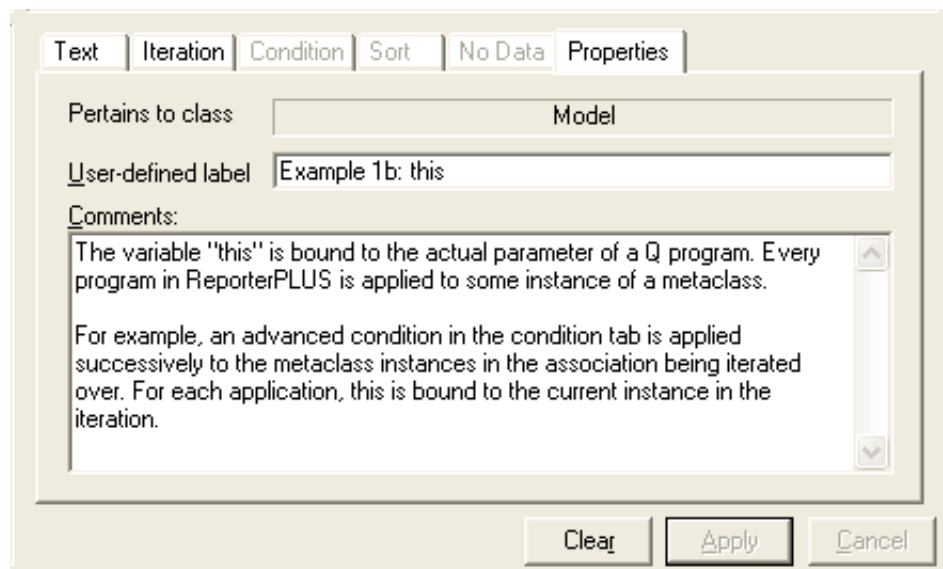 Text Iteration Condition Sort No Data Properties
Pertains to class Model
User-defined label Example 1b: this
Comments:
The variable "this" is bound to the actual parameter of a Q program. Every
program in ReporterPLUS is applied to some instance of a metaclass.
For example, an advanced condition in the condition tab is applied
successively to the metaclass instances in the association being iterated
over. For each application, this is bound to the current instance in the
iteration.
Clear Apply Cancel